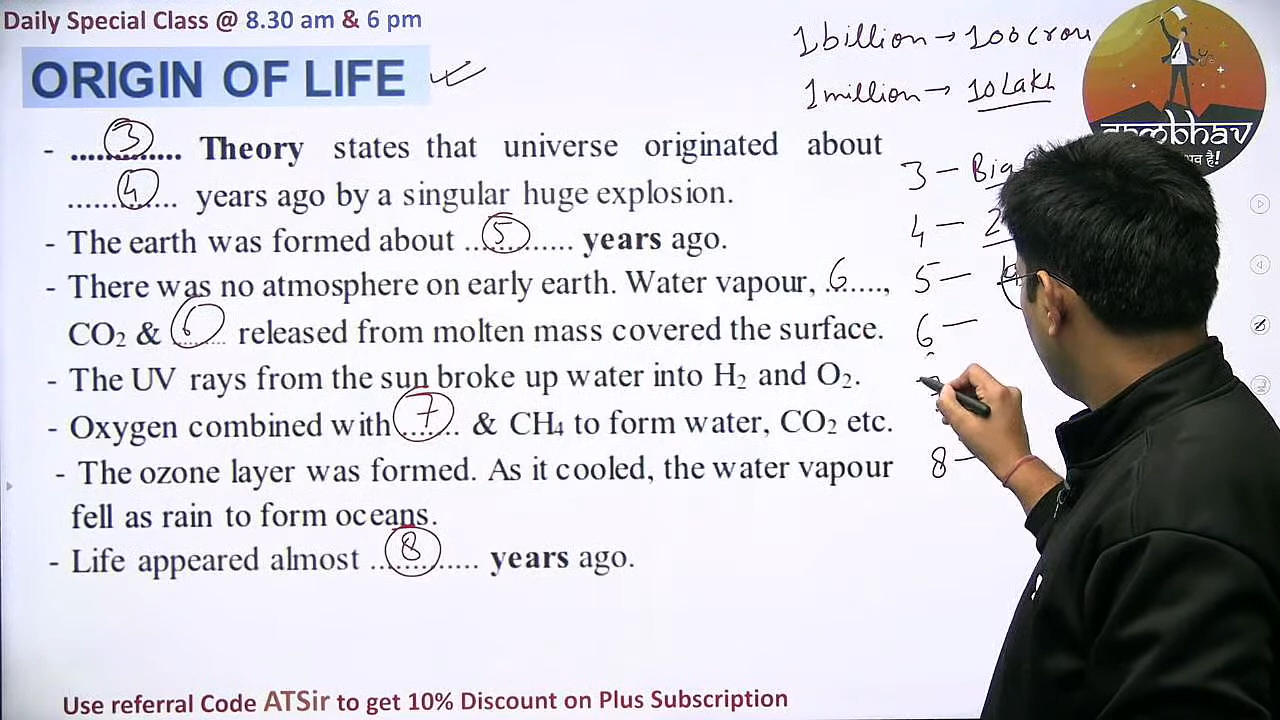 Daily Special Class @ 8.30 am & 6 pm
ORIGIN OF LIFE
1 billion → 100 Crore
1 million → 10 Lakh
- ....3.... Theory states that universe originated about
....4.... years ago by a singular huge explosion.
- The earth was formed about ....5.... years ago.
- There was no atmosphere on early earth. Water vapour, ..6..,
CO₂ & ..6.. released from molten mass covered the surface.
- The UV rays from the sun broke up water into H₂ and O₂.
- Oxygen combined with ..7.. & CH₄ to form water, CO₂ etc.
- The ozone layer was formed. As it cooled, the water vapour
fell as rain to form oceans.
- Life appeared almost ....8.... years ago.
3 - Big
4 - 2
5 -
6 -
8 -
Use referral Code ATSir to get 10% Discount on Plus Subscription